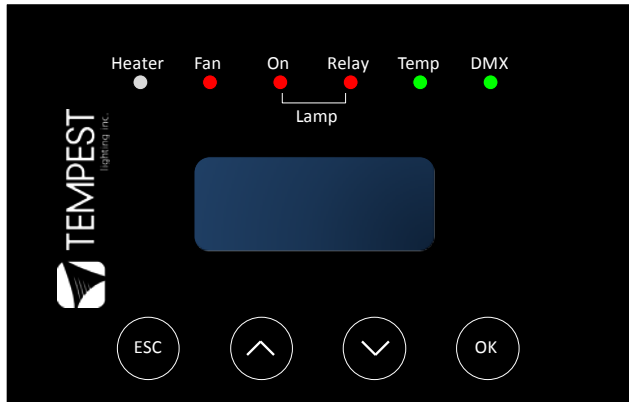 Heater Fan On Relay Temp DMX
Lamp
TEMPEST
lighting inc.
ESC OK